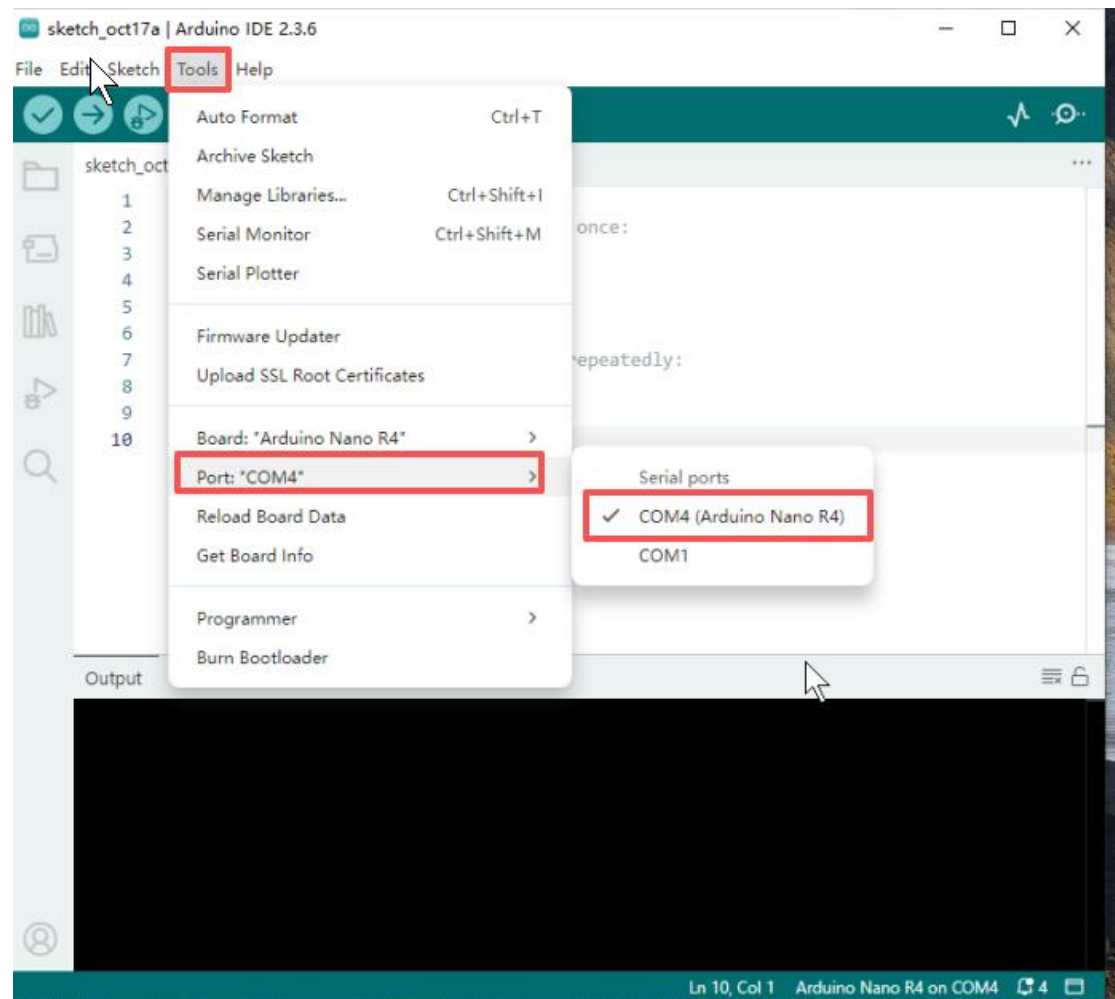 sketch_oct17a | Arduino IDE 2.3.6
File Edit Sketch Tools Help
sketch_oct
Auto Format Ctrl+T
Archive Sketch
Manage Libraries... Ctrl+Shift+I
Serial Monitor Ctrl+Shift+M
Serial Plotter
Firmware Updater
Upload SSL Root Certificates
Board: "Arduino Nano R4"
Port: "COM4"
Reload Board Data
Get Board Info
Programmer
Burn Bootloader
Serial ports
COM4 (Arduino Nano R4)
COM1
1
2 once:
3
4
5
6
7 repeatedly:
8
9
10
Output
Ln 10, Col 1 Arduino Nano R4 on COM4 4